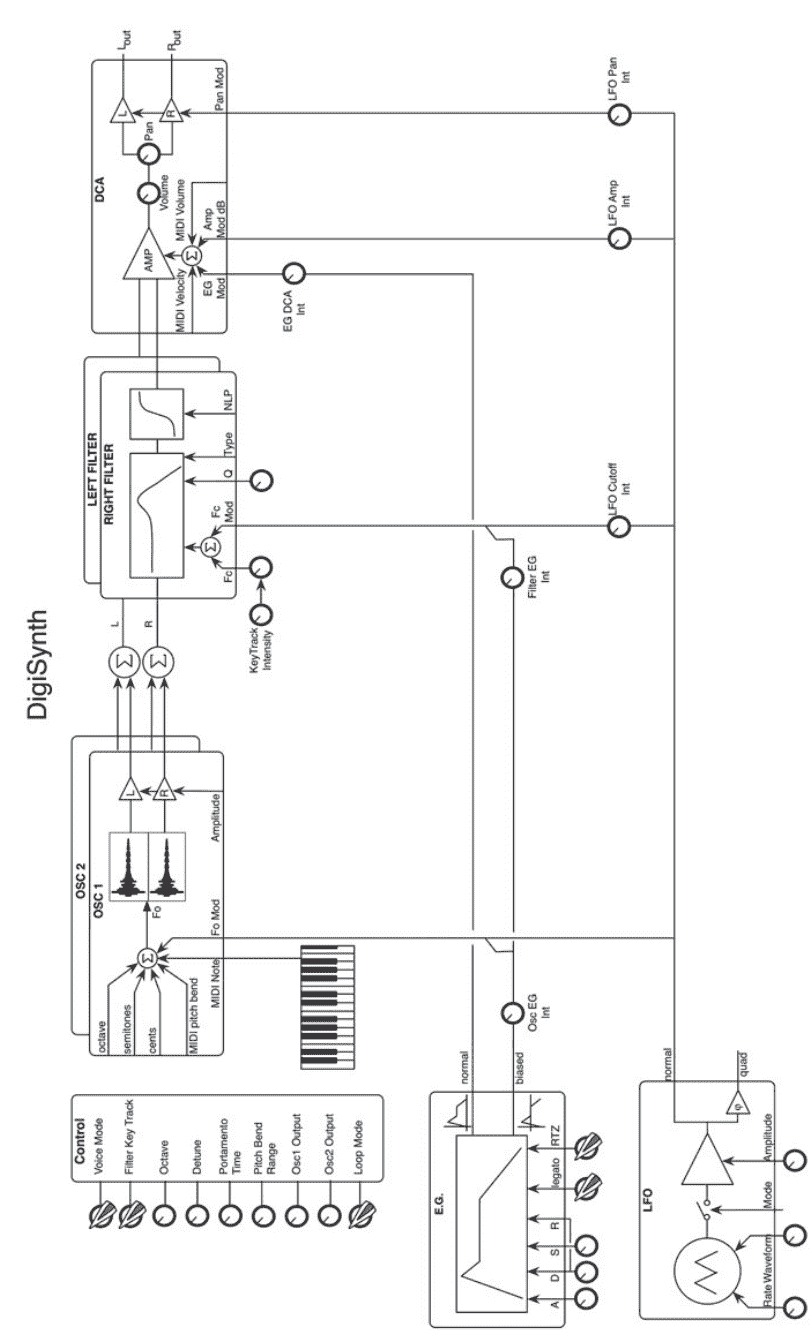 DigiSynth
Control
Voice Mode
Filter Key Track
Octave
Detune
Portamento
Time
Pitch Bend
Range
Osc1 Output
Osc2 Output
Loop Mode
OSC 2
OSC 1
octave
semitones
cents
MIDI pitch bend
MIDI Note
Σ
Fo
Fo Mod
L
R
Amplitude
Σ
Σ
L
R
LEFT FILTER
RIGHT FILTER
Fc
Σ
Fc
Mod
Q
Type
NLP
KeyTrack
Intensity
DCA
AMP
MIDI Velocity
EG
Mod
Σ
Amp
Mod dB
MIDI Volume
Volume
Pan
L
R
Pan Mod
Lout
Rout
EG DCA
Int
E.G.
A
D
S
R
legato
RTZ
normal
biased
Osc EG
Int
Filter EG
Int
LFO
Rate
Waveform
Mode
Amplitude
φ
normal
quad
LFO Cutoff
Int
LFO Amp
Int
LFO Pan
Int